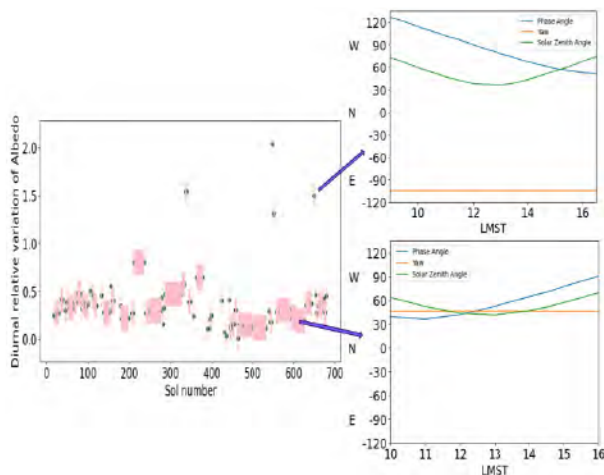 Diurnal relative variation of Albedo
2.0
1.5
1.0
0.5
0.0
0 100 200 300 400 500 600 700
Sol number
120
90
60
30
0
-30
-60
-90
-120
W
N
E
Phase Angle
Yaw
Solar Zenith Angle
10 11 12 13 14 15 16
LMST
120
90
60
30
0
-30
-60
-90
-120
W
N
E
Phase Angle
Yaw
Solar Zenith Angle
10 11 12 13 14 15 16
LMST